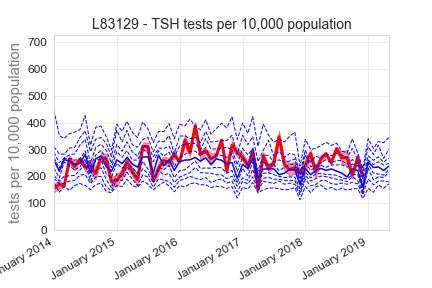 L83129 - TSH tests per 10,000 population
tests per 10,000 population
700
600
500
400
300
200
100
0
nuary 2014
January 2015
January 2016
January 2017
January 2018
January 2019